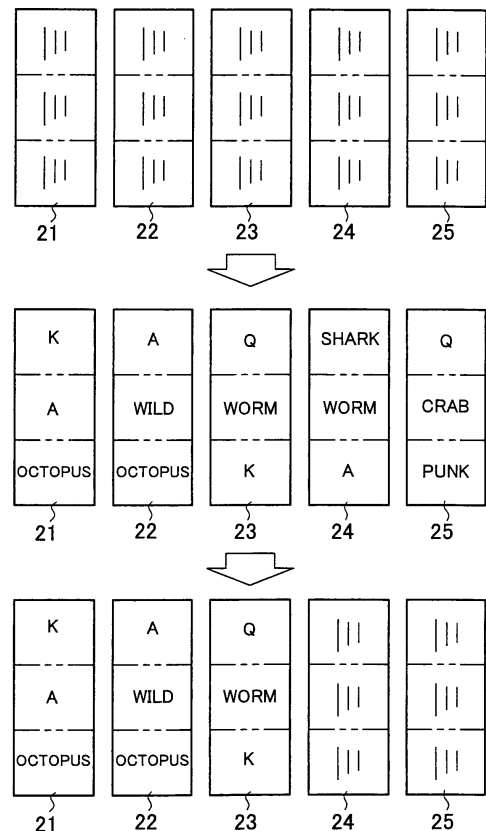 21 22 23 24 25
K A Q SHARK Q
A WILD WORM WORM CRAB
OCTOPUS OCTOPUS K A PUNK
21 22 23 24 25
K A Q
A WILD WORM
OCTOPUS OCTOPUS K
21 22 23 24 25